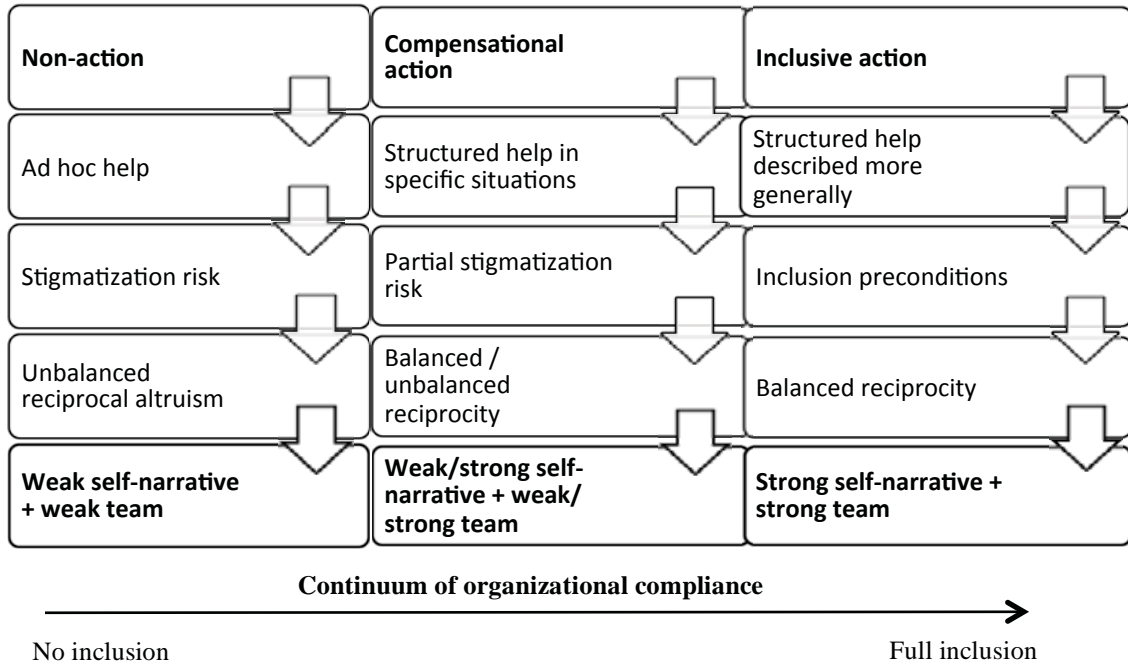 Non-action
Compensational
action
Inclusive action
Ad hoc help
Structured help in
specific situations
Structured help
described more
generally
Stigmatization risk
Partial stigmatization
risk
Inclusion preconditions
Unbalanced
reciprocal altruism
Balanced /
unbalanced
reciprocity
Balanced reciprocity
Weak self-narrative
+ weak team
Weak/strong self-
narrative + weak/
strong team
Strong self-narrative +
strong team
Continuum of organizational compliance
No inclusion
Full inclusion